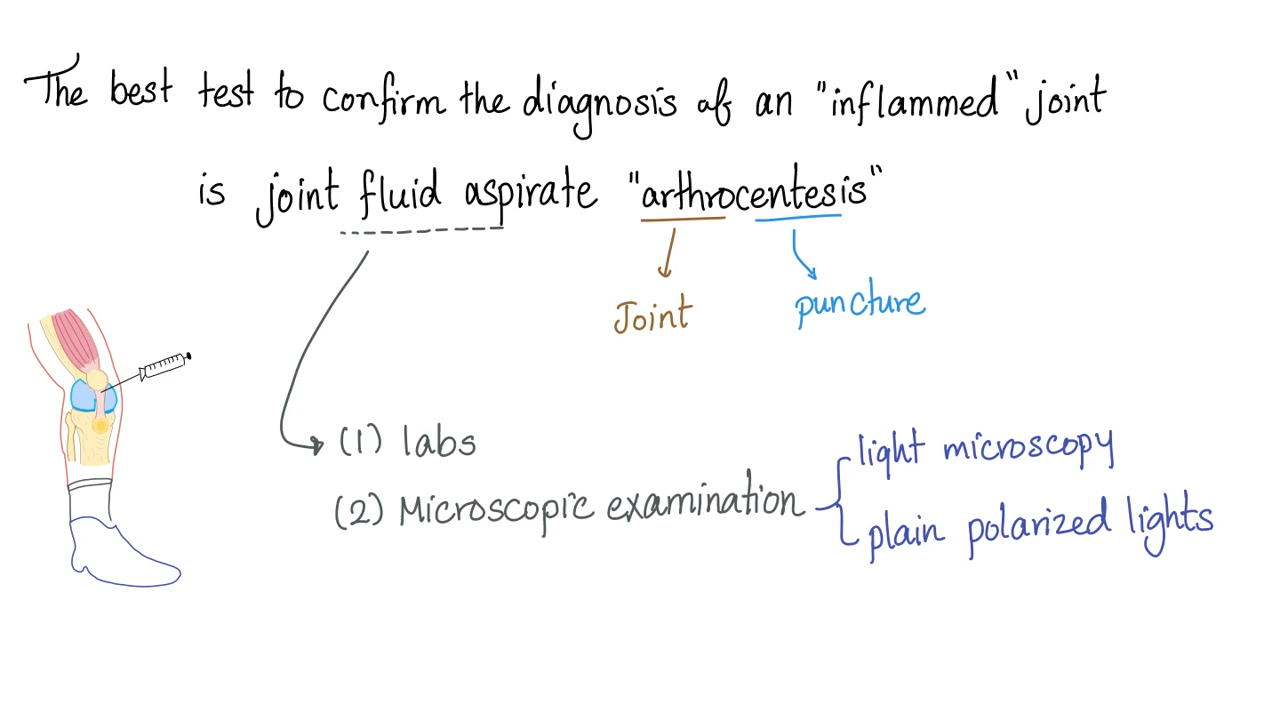 The best test to confirm the diagnosis of an "inflammed" joint
is joint fluid aspirate "arthrocentesis"
Joint
puncture
(1) labs
(2) Microscopic examination
light microscopy
plain polarized lights